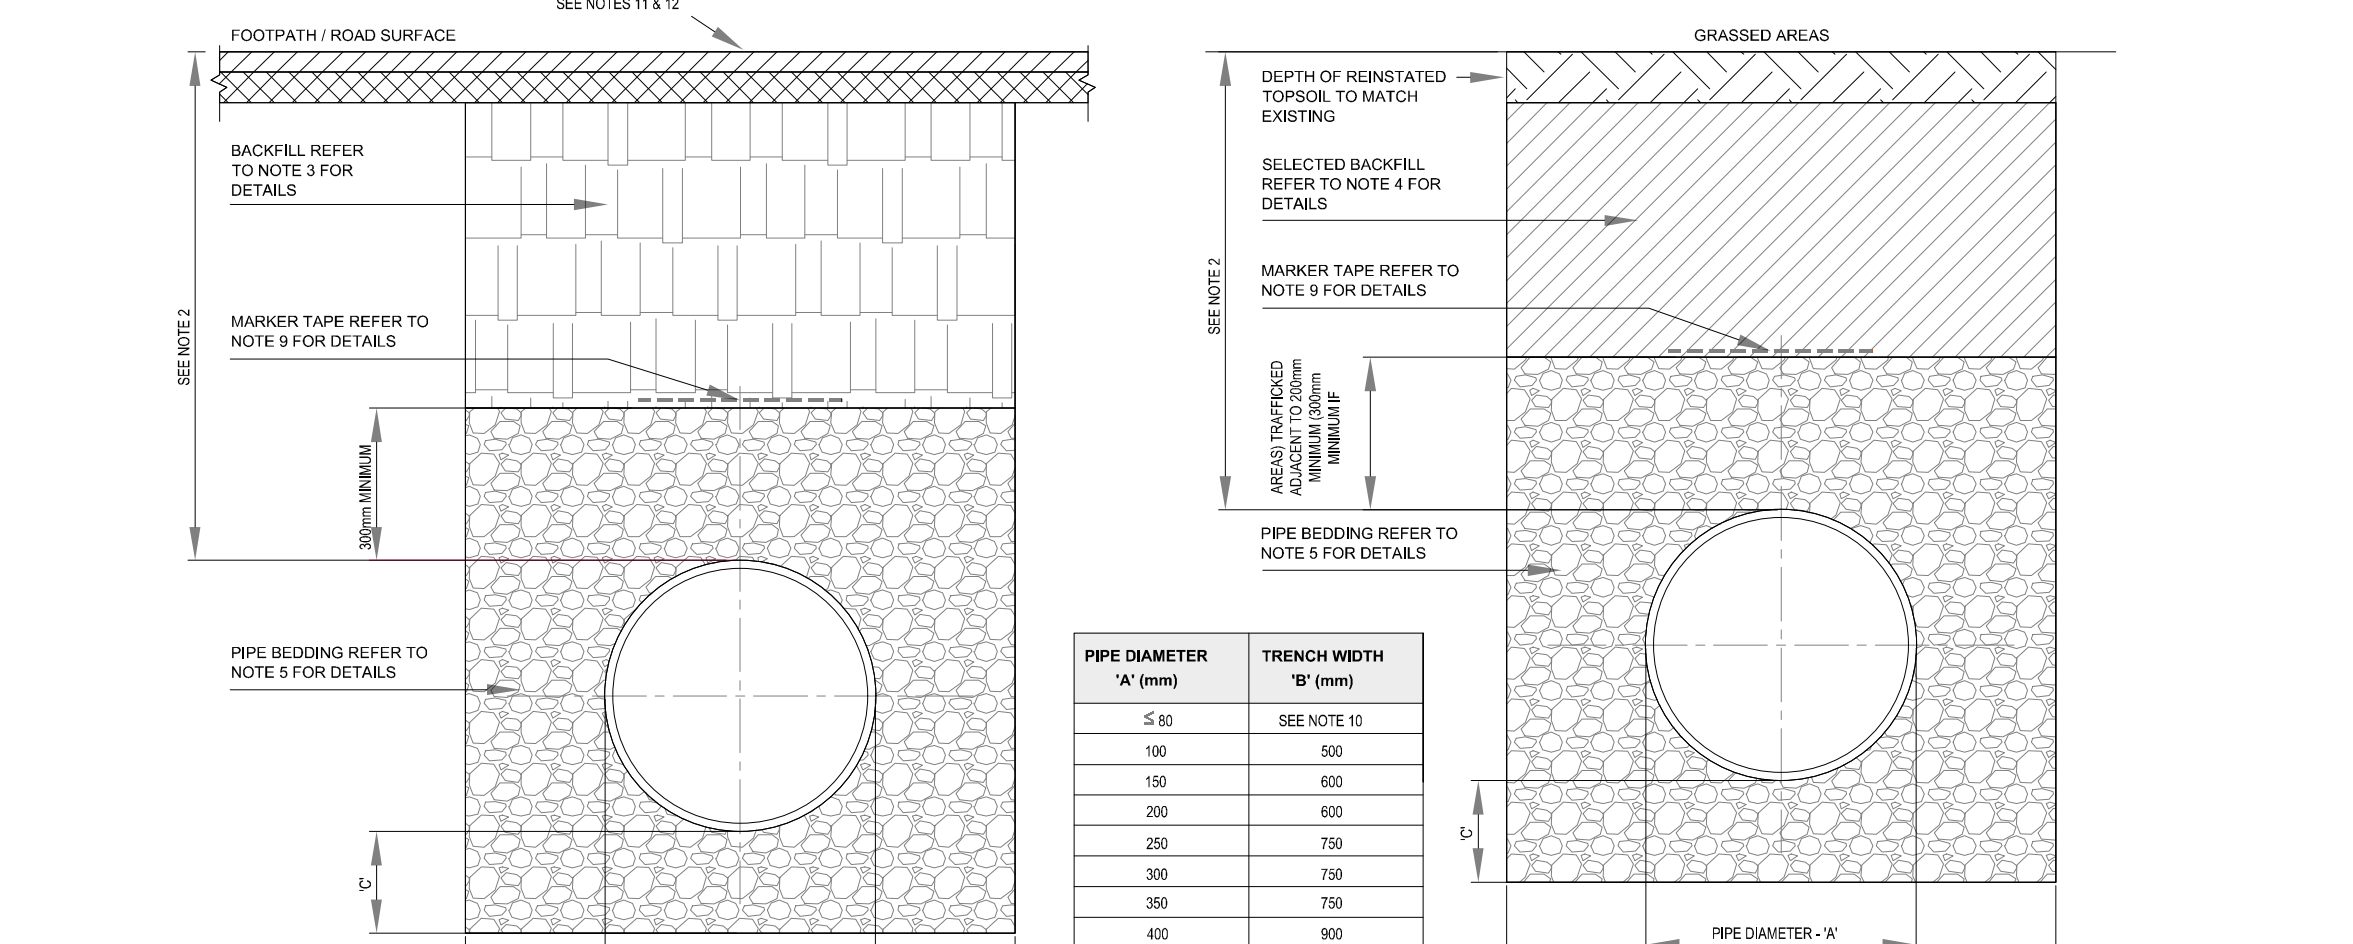 SEE NOTES 11 & 12
FOOTPATH / ROAD SURFACE
BACKFILL REFER
TO NOTE 3 FOR
DETAILS
SEE NOTE 2
MARKER TAPE REFER TO
NOTE 9 FOR DETAILS
300mm MINIMUM
PIPE BEDDING REFER TO
NOTE 5 FOR DETAILS
'C'
GRASSED AREAS
DEPTH OF REINSTATED
TOPSOIL TO MATCH
EXISTING
SELECTED BACKFILL
REFER TO NOTE 4 FOR
DETAILS
SEE NOTE 2
MARKER TAPE REFER TO
NOTE 9 FOR DETAILS
AREAS) TRAFFICKED
ADJACENT TO 200mm
MINIMUM (300mm
MINIMUM IF
PIPE BEDDING REFER TO
NOTE 5 FOR DETAILS
'C'
PIPE DIAMETER - 'A'
PIPE DIAMETER TRENCH WIDTH
'A' (mm) 'B' (mm)
≤ 80 SEE NOTE 10
100 500
150 600
200 600
250 750
300 750
350 750
400 900